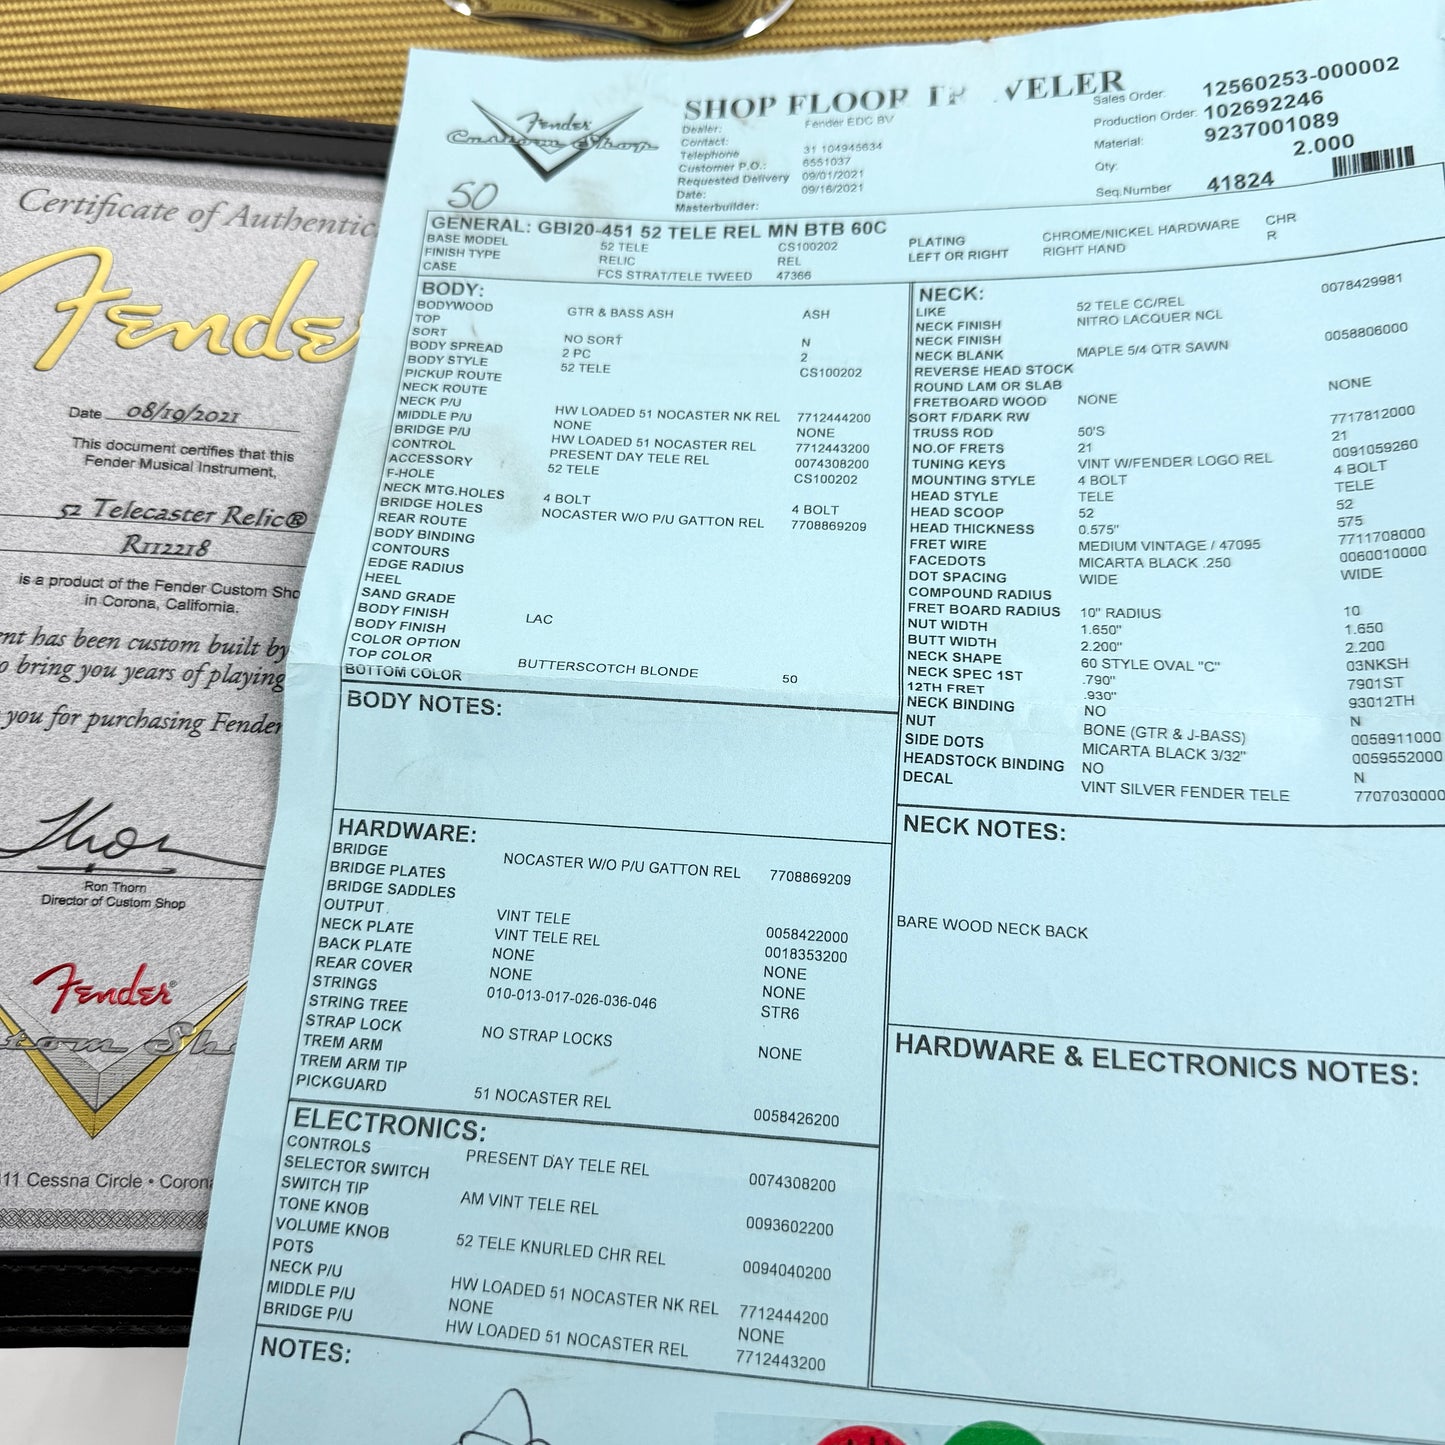 Certificate of Authentic
Fender
Date 08/19/2021
This document certifies that this
Fender Musical Instrument,
52 Telecaster Relic®
R112218
is a product of the Fender Custom Sho
in Corona, California.
nt has been custom built by
o bring you years of playing
you for purchasing Fender
Ron Thorn
Director of Custom Shop
Fender®
tom Sh
11 Cessna Circle • Corona
Fender
Custom Shop
50
SHOP FLOOR TR VELER
Dealer: Fender EDC BV
Contact:
Telephone 31 104945634
Customer P.O.: 6551037
Requested Delivery 09/01/2021
Date: 09/16/2021
Masterbuilder:
Sales Order: 12560253-000002
Production Order: 102692246
Material: 9237001089
Qty: 2.000
Seq.Number 41824
GENERAL: GBI20-451 52 TELE REL MN BTB 60C
BASE MODEL 52 TELE CS100202
FINISH TYPE RELIC REL
CASE FCS STRAT/TELE TWEED 47366
PLATING CHROME/NICKEL HARDWARE CHR
LEFT OR RIGHT RIGHT HAND R
BODY:
BODYWOOD GTR & BASS ASH ASH
TOP
SORT NO SORT N
BODY SPREAD 2 PC 2
BODY STYLE 52 TELE CS100202
PICKUP ROUTE
NECK ROUTE
NECK P/U HW LOADED 51 NOCASTER NK REL 7712444200
MIDDLE P/U NONE NONE
BRIDGE P/U HW LOADED 51 NOCASTER REL 7712443200
CONTROL PRESENT DAY TELE REL 0074308200
ACCESSORY 52 TELE CS100202
F-HOLE
NECK MTG.HOLES 4 BOLT 4 BOLT
BRIDGE HOLES NOCASTER W/O P/U GATTON REL 7708869209
REAR ROUTE
BODY BINDING
CONTOURS
EDGE RADIUS
HEEL
SAND GRADE
BODY FINISH LAC
BODY FINISH
COLOR OPTION
TOP COLOR BUTTERSCOTCH BLONDE 50
BOTTOM COLOR
BODY NOTES:
HARDWARE:
BRIDGE NOCASTER W/O P/U GATTON REL 7708869209
BRIDGE PLATES
BRIDGE SADDLES
OUTPUT VINT TELE 0058422000
NECK PLATE VINT TELE REL 0018353200
BACK PLATE NONE NONE
REAR COVER NONE NONE
STRINGS 010-013-017-026-036-046 STR6
STRING TREE
STRAP LOCK NO STRAP LOCKS NONE
TREM ARM
TREM ARM TIP
PICKGUARD 51 NOCASTER REL 0058426200
ELECTRONICS:
CONTROLS PRESENT DAY TELE REL 0074308200
SELECTOR SWITCH
SWITCH TIP AM VINT TELE REL 0093602200
TONE KNOB
VOLUME KNOB 52 TELE KNURLED CHR REL 0094040200
POTS
NECK P/U HW LOADED 51 NOCASTER NK REL 7712444200
MIDDLE P/U NONE NONE
BRIDGE P/U HW LOADED 51 NOCASTER REL 7712443200
NOTES:
NECK: 0078429981
LIKE 52 TELE CC/REL
NECK FINISH NITRO LACQUER NCL
NECK FINISH 0058806000
NECK BLANK MAPLE 5/4 QTR SAWN
REVERSE HEAD STOCK
ROUND LAM OR SLAB NONE
FRETBOARD WOOD NONE
SORT F/DARK RW 7717812000
TRUSS ROD 50'S 21
NO.OF FRETS 21 0091059260
TUNING KEYS VINT W/FENDER LOGO REL 4 BOLT
MOUNTING STYLE 4 BOLT TELE
HEAD STYLE TELE 52
HEAD SCOOP 52 575
HEAD THICKNESS 0.575" 7711708000
FRET WIRE MEDIUM VINTAGE / 47095 0060010000
FACEDOTS MICARTA BLACK .250 WIDE
DOT SPACING WIDE
COMPOUND RADIUS
FRET BOARD RADIUS 10" RADIUS 10
NUT WIDTH 1.650" 1.650
BUTT WIDTH 2.200" 2.200
NECK SHAPE 60 STYLE OVAL "C" 03NKSH
NECK SPEC 1ST .790" 7901ST
12TH FRET .930" 93012TH
NECK BINDING NO N
NUT BONE (GTR & J-BASS) 0058911000
SIDE DOTS MICARTA BLACK 3/32" 0059552000
HEADSTOCK BINDING NO N
DECAL VINT SILVER FENDER TELE 7707030000
NECK NOTES:
BARE WOOD NECK BACK
HARDWARE & ELECTRONICS NOTES: